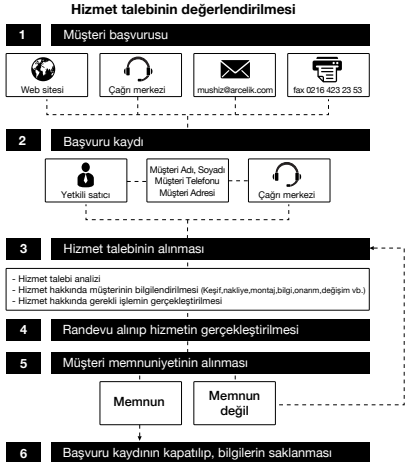 Hizmet talebinin değerlendirilmesi
1 Müşteri başvurusu
Web sitesi
Çağrı merkezi
mushiz@arcelik.com
fax 0216 423 23 53
2 Başvuru kaydı
Yetkili satıcı
Müşteri Adı, Soyadı
Müşteri Telefonu
Müşteri Adresi
Çağrı merkezi
3 Hizmet talebinin alınması
- Hizmet talebi analizi
- Hizmet hakkında müşterinin bilgilendirilmesi (Keşif,nakliye,montaj,bilgi,onarım,değişim vb.)
- Hizmet hakkında gerekli işlemin gerçekleştirilmesi
4 Randevu alınıp hizmetin gerçekleştirilmesi
5 Müşteri memnuniyetinin alınması
Memnun
Memnun
değil
6 Başvuru kaydının kapatılıp, bilgilerin saklanması